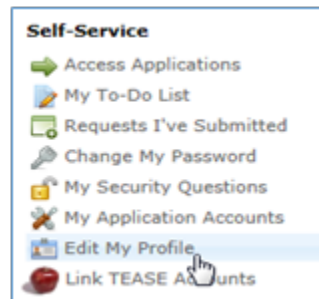 Self-Service
Access Applications
My To-Do List
Requests I've Submitted
Change My Password
My Security Questions
My Application Accounts
Edit My Profile
Link TEASE Accounts